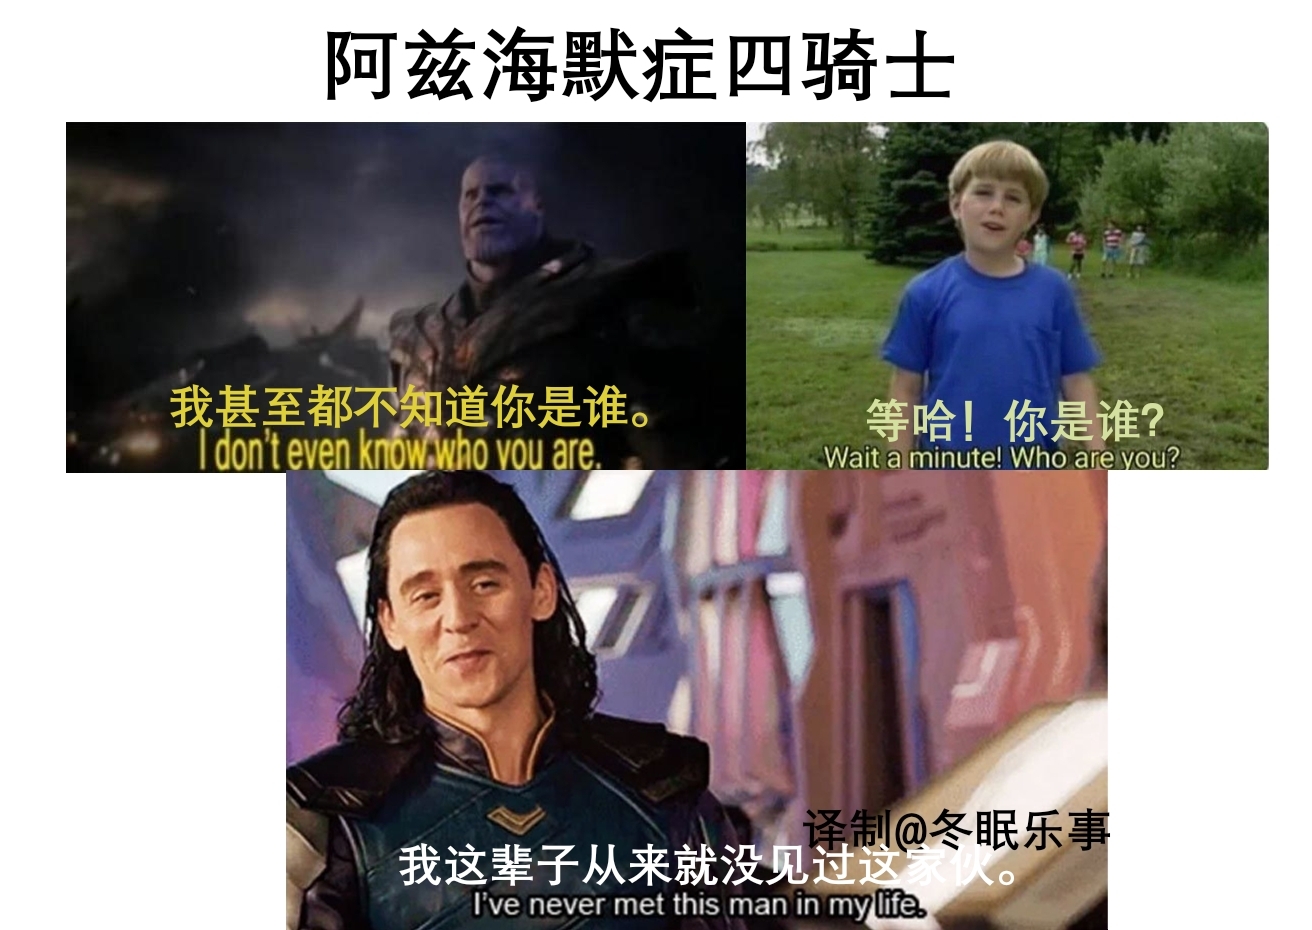 阿兹海默症四骑士
我甚至都不知道你是谁。
I don't even know who you are.
等哈！你是谁?
Wait a minute! Who are you?
译制@冬眠乐事
我这辈子从来就没见过这家伙。
I've never met this man in my life.